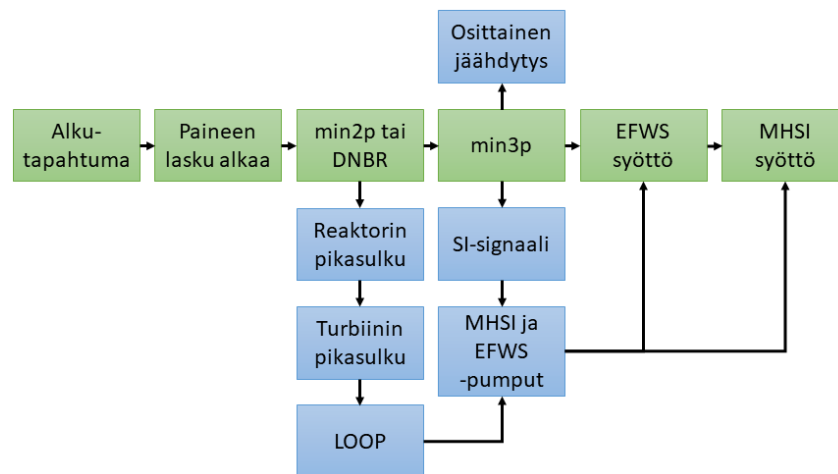 Osittainen
jäähdytys
Alku-
tapahtuma
Paineen
lasku alkaa
min2p tai
DNBR
min3p
EFWS
syöttö
MHSI
syöttö
Reaktorin
pikasulku
SI-signaali
Turbiinin
pikasulku
MHSI ja
EFWS
-pumput
LOOP